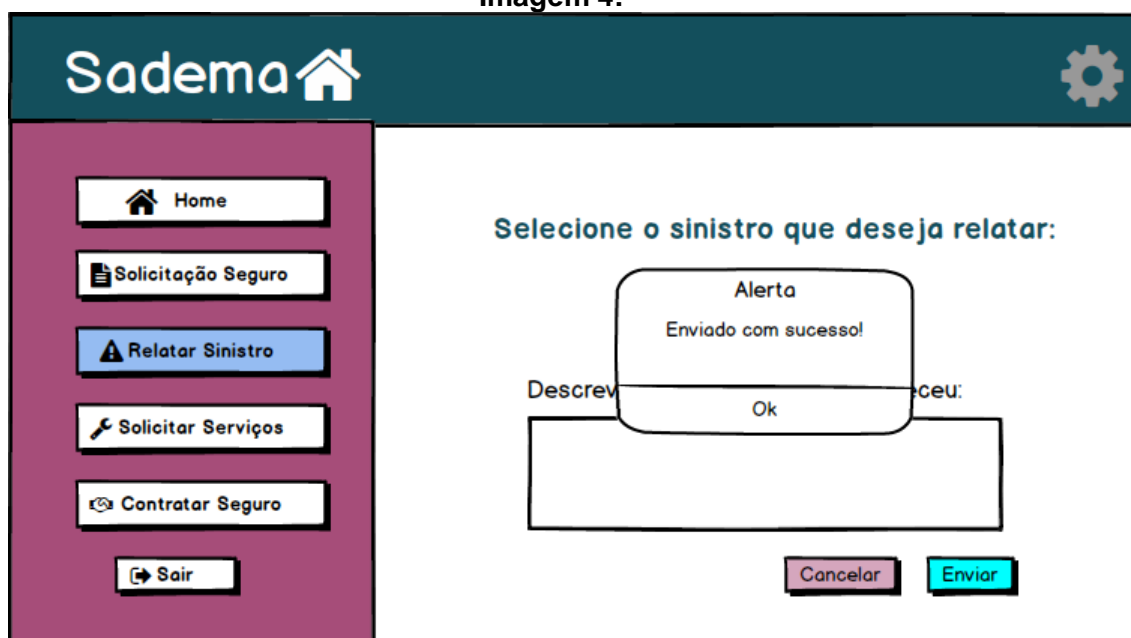 Imagem 4:
Sadema
Home
Solicitação Seguro
Relatar Sinistro
Solicitar Serviços
Contratar Seguro
Sair
Selecione o sinistro que deseja relatar:
Alerta
Enviado com sucesso!
Ok
Descrev
ceu:
Cancelar
Enviar